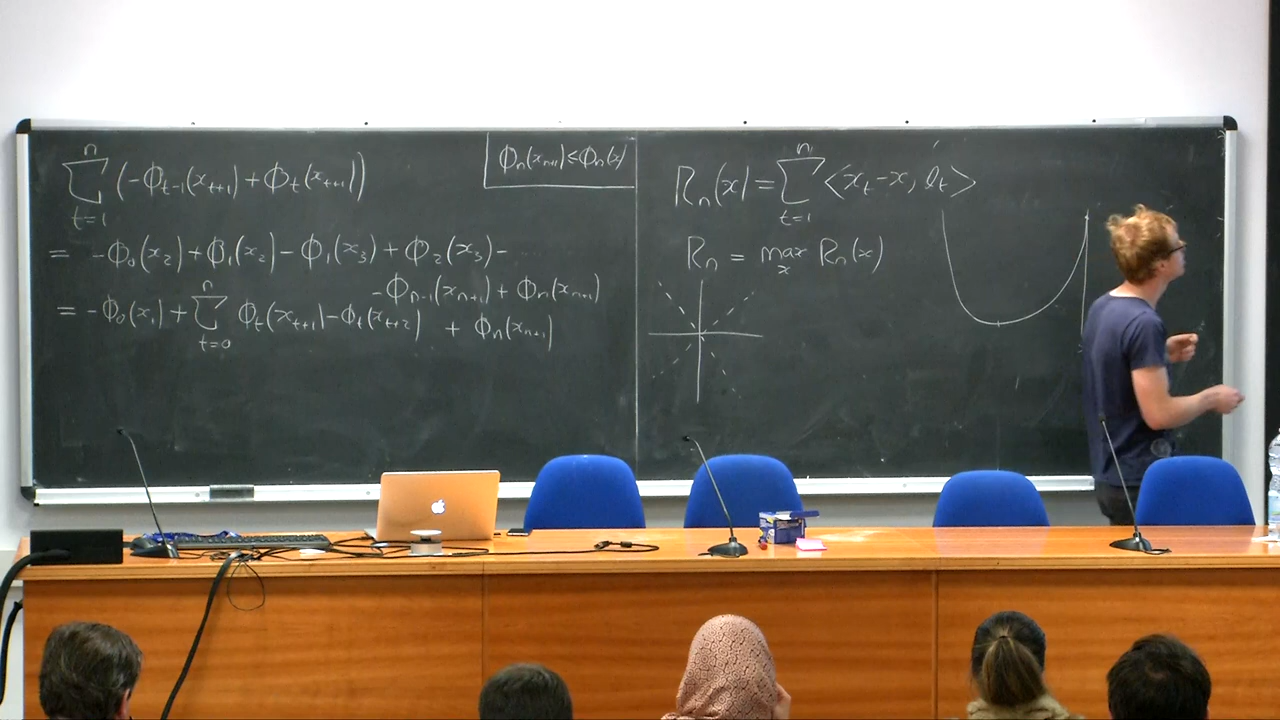 n
∑ (-ϕ_{t-1}(x_{t+1}) + ϕ_t(x_{t+1}))
t=1
ϕ_n(x_{n+1}) ≤ ϕ_n(x)
= -ϕ_0(x_2) + ϕ_1(x_2) - ϕ_1(x_3) + ϕ_2(x_3) -
-ϕ_{n-1}(x_{n+1}) + ϕ_n(x_{n+1})
n
= -ϕ_0(x_1) + ∑ ϕ_t(x_{t+1}) - ϕ_t(x_{t+2}) + ϕ_n(x_{n+1})
t=0
n
R_n(x) = ∑ <x_t - x, l_t>
t=1
R_n = max R_n(x)
x